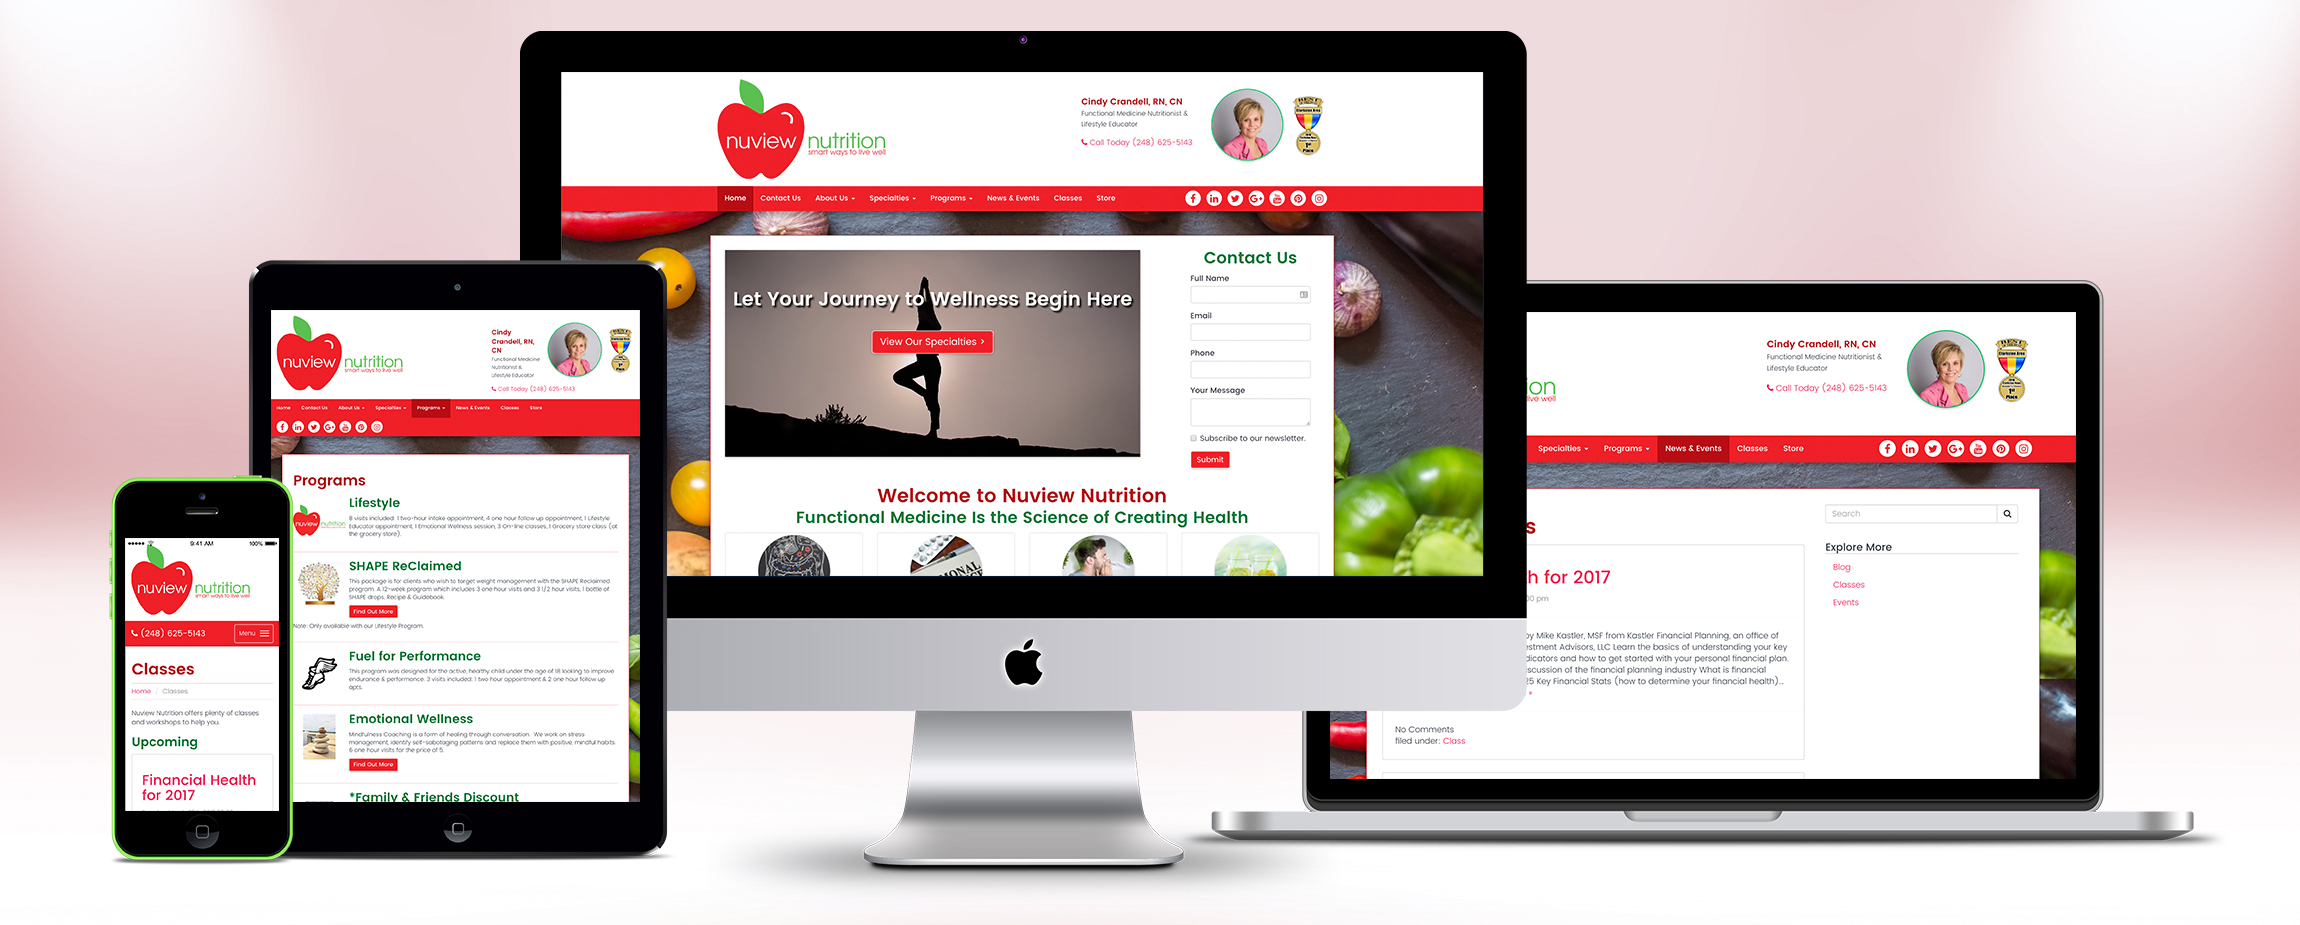 nuview nutrition
smart ways to live well
Cindy Crandell, RN, CN
Functional Medicine Nutritionist &
Lifestyle Educator
Call Today (248) 625-5143
1st
Place
Home Contact Us About Us Specialties Programs News & Events Classes Store
Let Your Journey to Wellness Begin Here
View Our Specialties >
Contact Us
Full Name
Email
Phone
Your Message
Subscribe to our newsletter.
Submit
Welcome to Nuview Nutrition
Functional Medicine Is the Science of Creating Health
nuview nutrition
smart ways to live well
Cindy
Crandell, RN,
CN
Functional Medicine
Nutritionist &
Lifestyle Educator
Call Today (248) 625-5143
Home Contact Us About Us Specialties Programs News & Events Classes Store
Programs
nuview nutrition
Lifestyle
8 visits included: 1 two-hour intake appointment, 4 one hour follow up appointment, 1 Lifestyle
Educator appointment, 1 Emotional Wellness session, 3 On-line classes, 1 Grocery store class (at
the grocery store).
SHAPE ReClaimed
This package is for clients who wish to target weight management with the SHAPE Reclaimed
program. A 12-week program which includes 3 one hour visits and 3 1/2 hour visits, 1 bottle of
SHAPE drops, Recipe & Guidebook.
Find Out More
Note: Only available with our Lifestyle Program.
Fuel for Performance
This program was designed for the active, healthy child under the age of 18 looking to improve
endurance & performance. 3 visits included: 1 two hour appointment & 2 one hour follow up
apts.
Emotional Wellness
Mindfulness Coaching is a form of healing through conversation. We work on stress
management, identify self-sabotaging patterns and replace them with positive, mindful habits.
6 one hour visits for the price of 5.
Find Out More
*Family & Friends Discount
9:41 AM 100%
nuview nutrition
smart ways to live well
(248) 625-5143 Menu
Classes
Home / Classes
Nuview Nutrition offers plenty of classes
and workshops to help you.
Upcoming
Financial Health
for 2017
ion
live well
Cindy Crandell, RN, CN
Functional Medicine Nutritionist &
Lifestyle Educator
Call Today (248) 625-5143
1st
Place
Specialties Programs News & Events Classes Store
s
Search
Explore More
Blog
Classes
Events
h for 2017
00 pm
by Mike Kastler, MSF from Kastler Financial Planning, an office of
estment Advisors, LLC Learn the basics of understanding your key
dicators and how to get started with your personal financial plan.
scussion of the financial planning industry What is financial
25 Key Financial Stats (how to determine your financial health)...
No Comments
filed under: Class